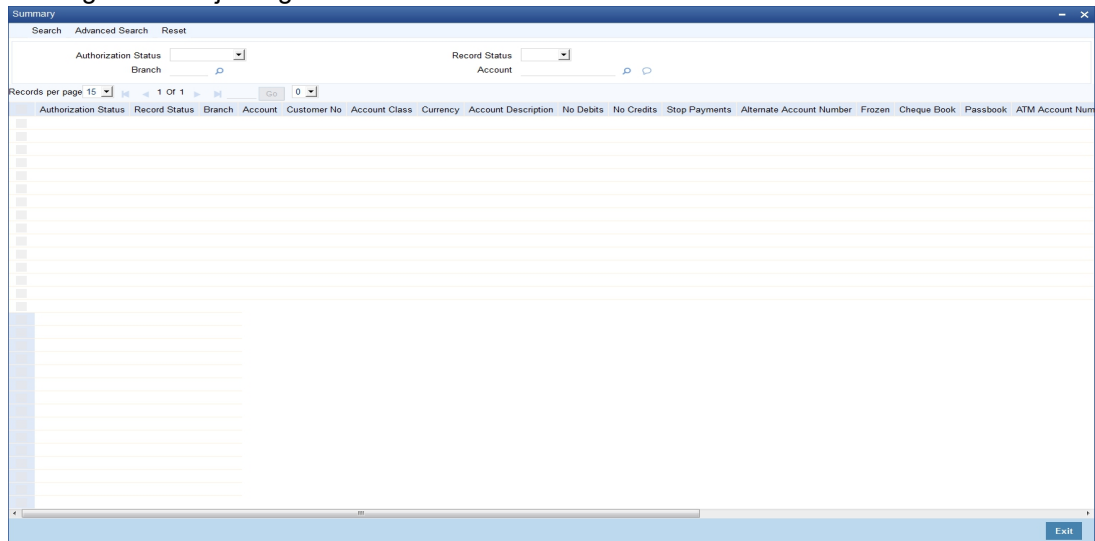 Summary
Search Advanced Search Reset
Authorization Status Record Status
Branch Account
Records per page 15 1 Of 1 Go 0
Authorization Status Record Status Branch Account Customer No Account Class Currency Account Description No Debits No Credits Stop Payments Alternate Account Number Frozen Cheque Book Passbook ATM Account Num
Exit